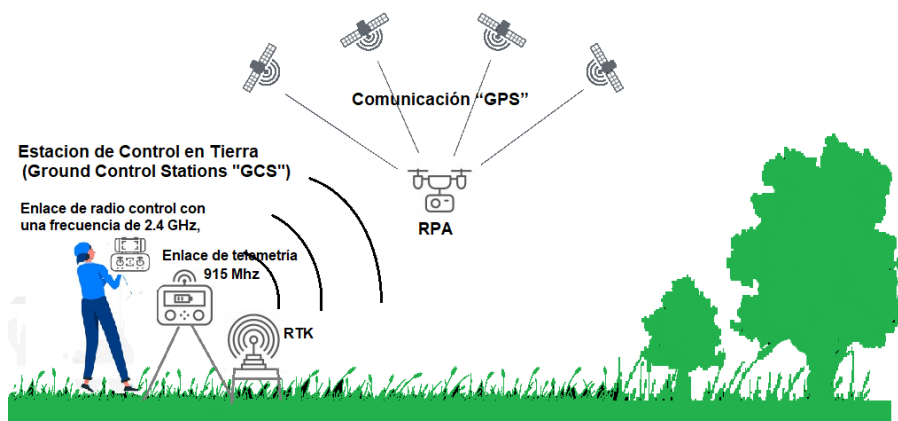 Comunicación “GPS”
Estacion de Control en Tierra
(Ground Control Stations "GCS")
RPA
Enlace de radio control con
una frecuencia de 2.4 GHz,
Enlace de telemetría
915 Mhz
RTK